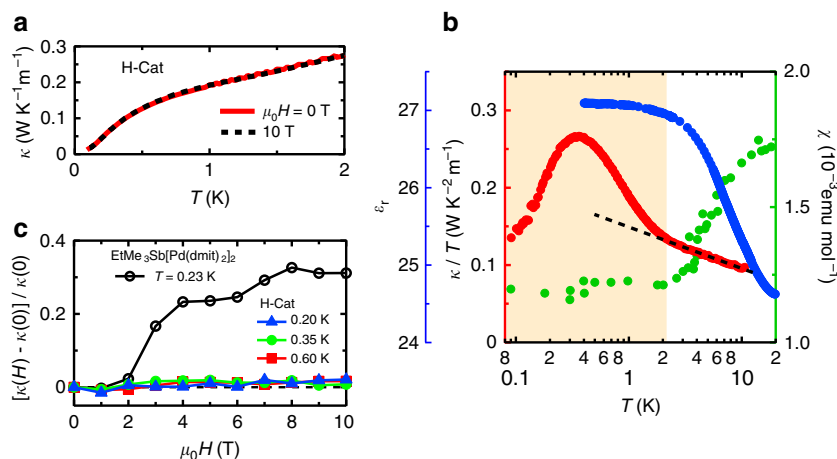 a
κ (W K⁻¹m⁻¹)
0.3
0.2
0.1
0
H-Cat
μ₀H = 0 T
10 T
0
1
2
T (K)
b
εᵣ
27
26
25
24
κ / T (W K⁻² m⁻¹)
0.3
0.2
0.1
0
χ (10⁻³emu mol⁻¹)
2.0
1.5
1.0
8
2
4
6
8
2
4
6
8
2
0.1
1
10
T (K)
c
[κ(H) - κ(0)] / κ(0)
0.4
0.2
0
EtMe₃Sb[Pd(dmit)₂]₂
T = 0.23 K
H-Cat
0.20 K
0.35 K
0.60 K
0
2
4
6
8
10
μ₀H (T)